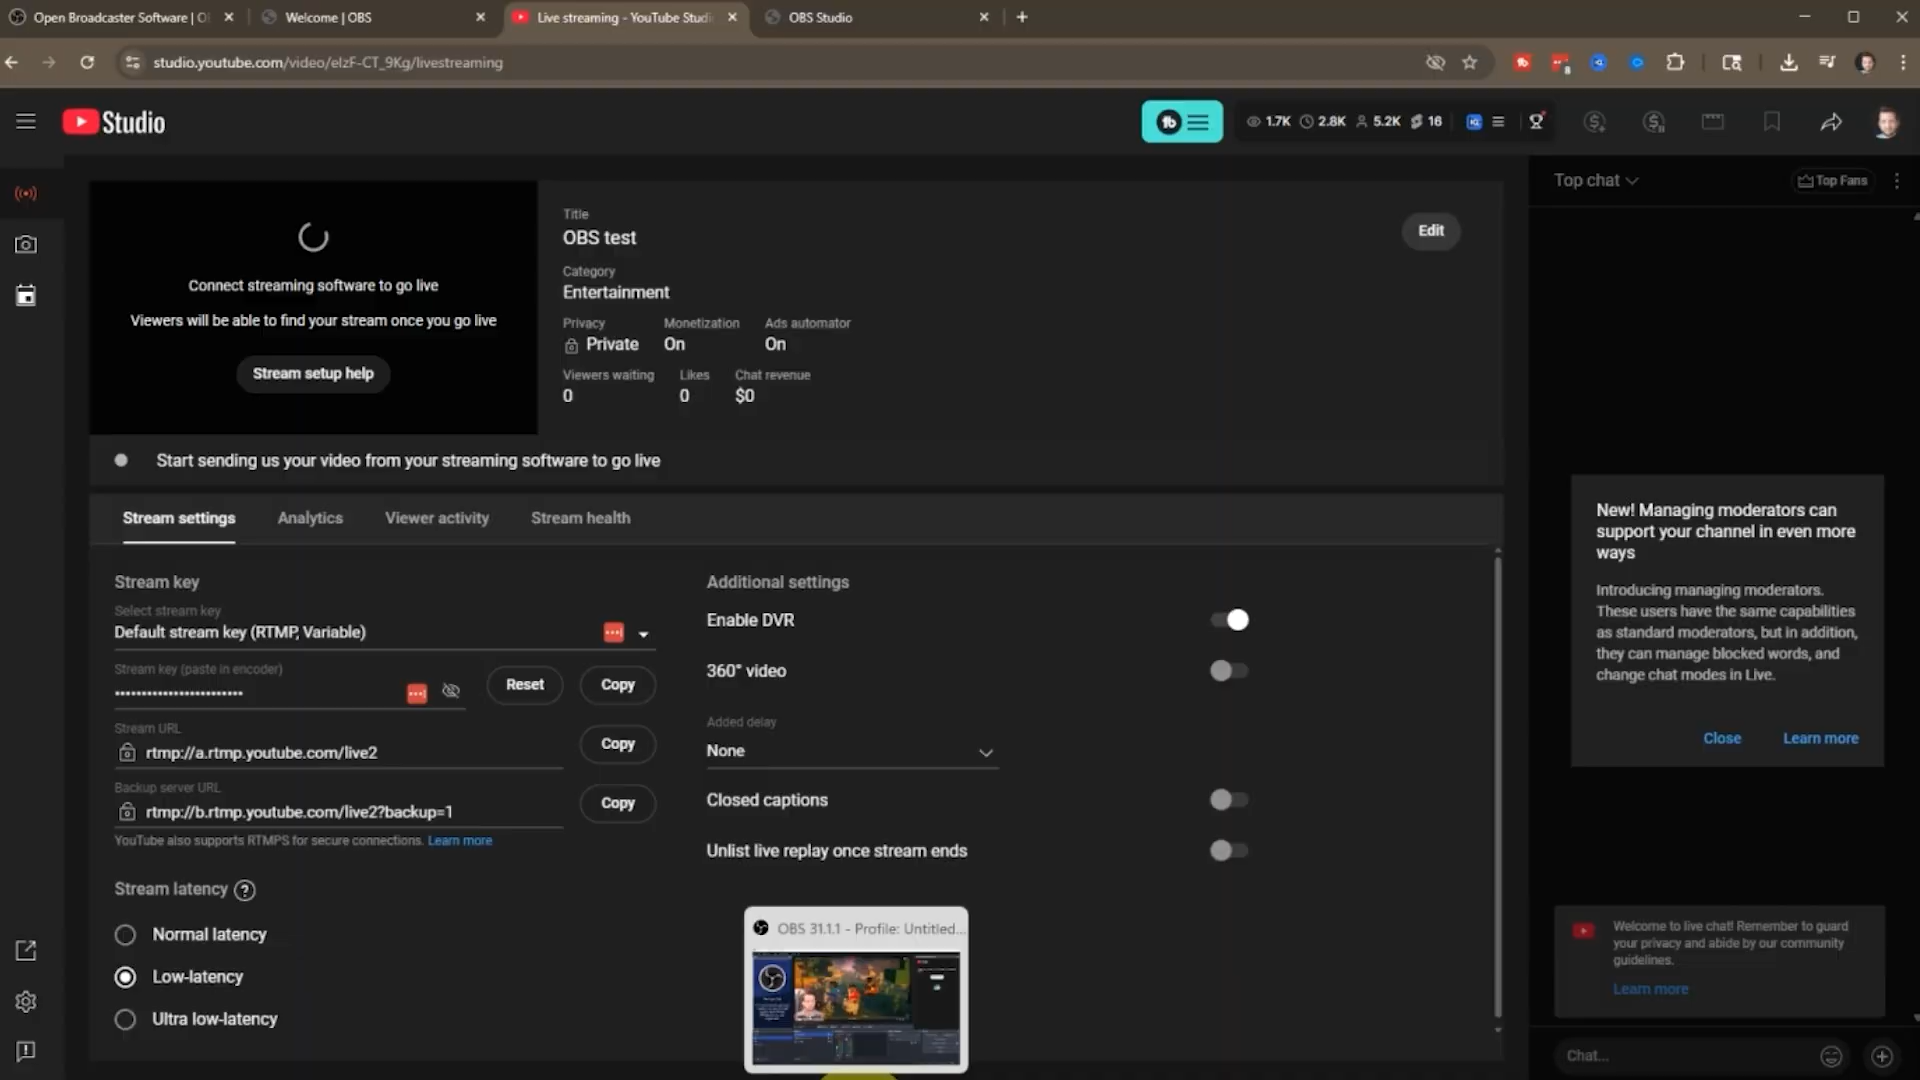 Open Broadcaster Software | O
Welcome | OBS
Live streaming - YouTube Studi
OBS Studio
studio.youtube.com/video/elzF-CT_9Kg/livestreaming
Studio
1.7K 2.8K 5.2K 16
Connect streaming software to go live
Viewers will be able to find your stream once you go live
Stream setup help
Title
OBS test
Edit
Category
Entertainment
Privacy Monetization Ads automator
Private On On
Viewers waiting Likes Chat revenue
0 0 $0
Start sending us your video from your streaming software to go live
Stream settings Analytics Viewer activity Stream health
Stream key
Select stream key
Default stream key (RTMP, Variable)
Stream key (paste in encoder)
••••••••••••••••••••••••
Reset Copy
Stream URL
rtmp://a.rtmp.youtube.com/live2
Copy
Backup server URL
rtmp://b.rtmp.youtube.com/live2?backup=1
Copy
YouTube also supports RTMPS for secure connections. Learn more
Stream latency ?
Normal latency
Low-latency
Ultra low-latency
Additional settings
Enable DVR
360° video
Added delay
None
Closed captions
Unlist live replay once stream ends
OBS 31.1.1 - Profile: Untitled...
Top chat
Top Fans
New! Managing moderators can
support your channel in even more
ways
Introducing managing moderators.
These users have the same capabilities
as standard moderators, but in addition,
they can manage blocked words, and
change chat modes in Live.
Close Learn more
Welcome to live chat! Remember to guard
your privacy and abide by our community
guidelines.
Learn more
Chat...